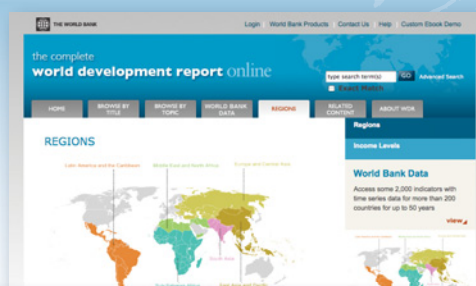 THE WORLD BANK
Login | World Bank Products | Contact Us | Help | Custom Ebook Demo
the complete
world development report online
type search term(s) GO Advanced Search
Exact Match
HOME
BROWSE BY TITLE
BROWSE BY TOPIC
WORLD BANK DATA
REGIONS
RELATED CONTENT
ABOUT WDR
Regions
Income Levels
REGIONS
World Bank Data
Access some 2,000 indicators with
time series data for more than 200
countries for up to 50 years
view
Latin America and the Caribbean
Middle East and North Africa
Europe and Central Asia
South Asia